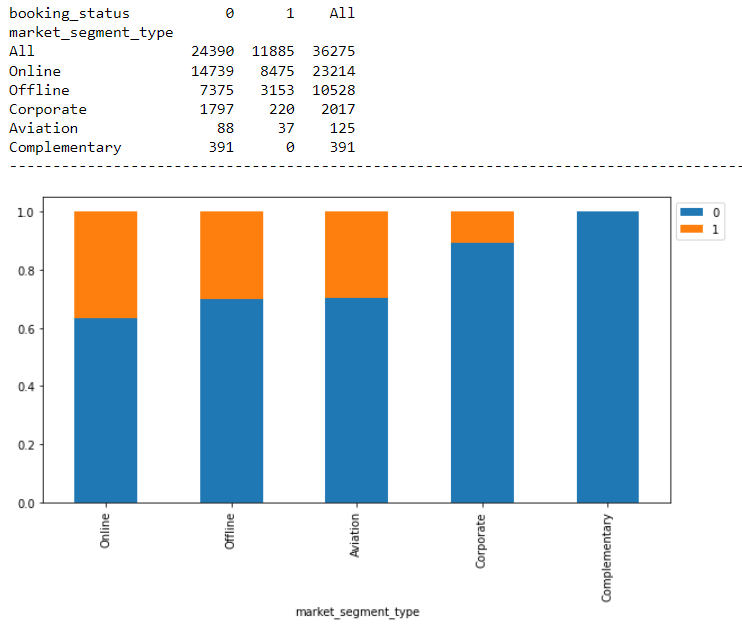 booking_status 0 1 All
market_segment_type
All 24390 11885 36275
Online 14739 8475 23214
Offline 7375 3153 10528
Corporate 1797 220 2017
Aviation 88 37 125
Complementary 391 0 391
------------------------------------------------------------------------------------
0
1
1.0
0.8
0.6
0.4
0.2
0.0
Online
Offline
Aviation
Corporate
Complementary
market_segment_type